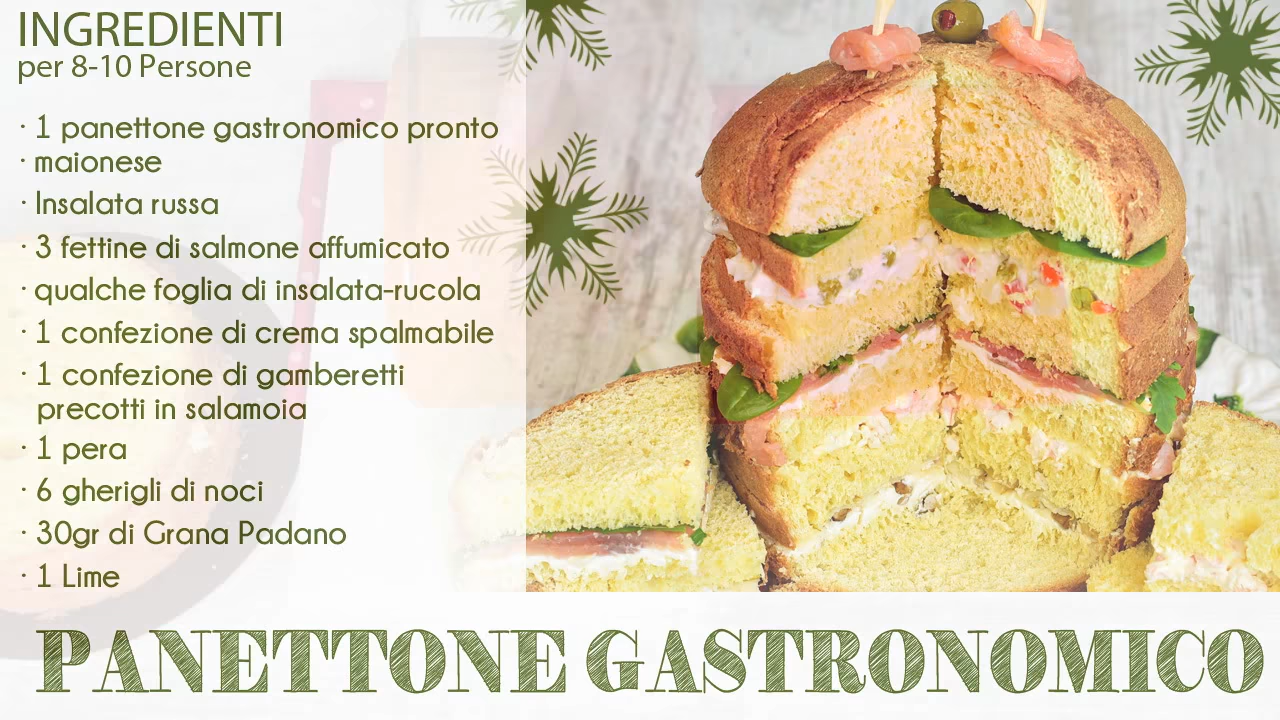 INGREDIENTI
per 8-10 Persone
· 1 panettone gastronomico pronto
· maionese
· Insalata russa
· 3 fettine di salmone affumicato
· qualche foglia di insalata-rucola
· 1 confezione di crema spalmabile
· 1 confezione di gamberetti
precotti in salamoia
· 1 pera
· 6 gherigli di noci
· 30gr di Grana Padano
· 1 Lime
PANETTONE GASTRONOMICO